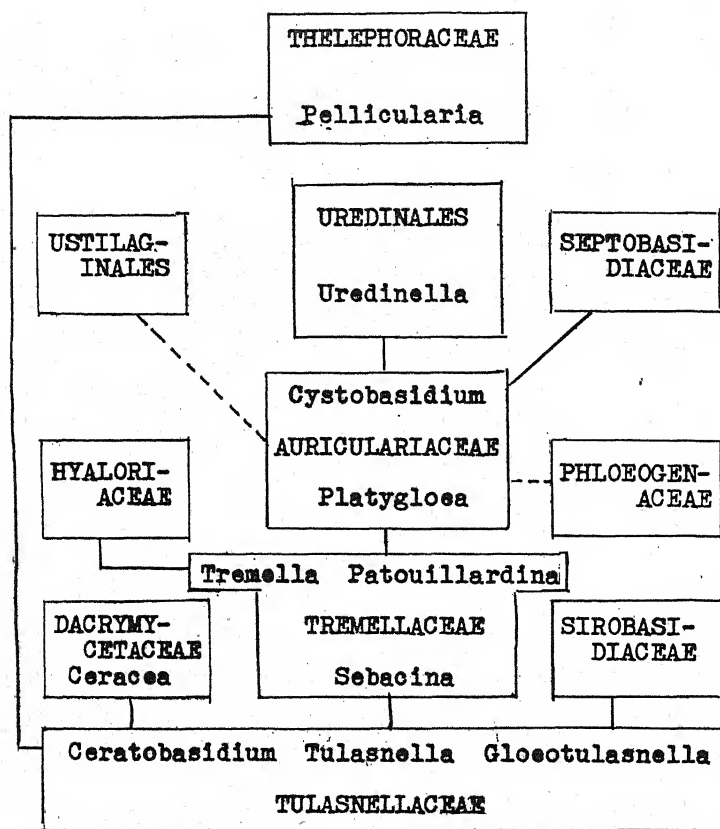 THELEPHORACEAE
Pellicularia
USTILAG-
INALES
UREDINALES
Uredinella
SEPTOBASI-
DIACEAE
Cystobasidium
AURICULARIACEAE
Platygloea
HYALORI-
ACEAE
PHLOEOGEN-
ACEAE
Tremella Patouillardina
TREMELLACEAE
Sebacina
DACRYMY-
CETACEAE
Ceracea
SIROBASI-
DIACEAE
Ceratobasidium Tulasnella Gloeotulasnella
TULASNELLACEAE